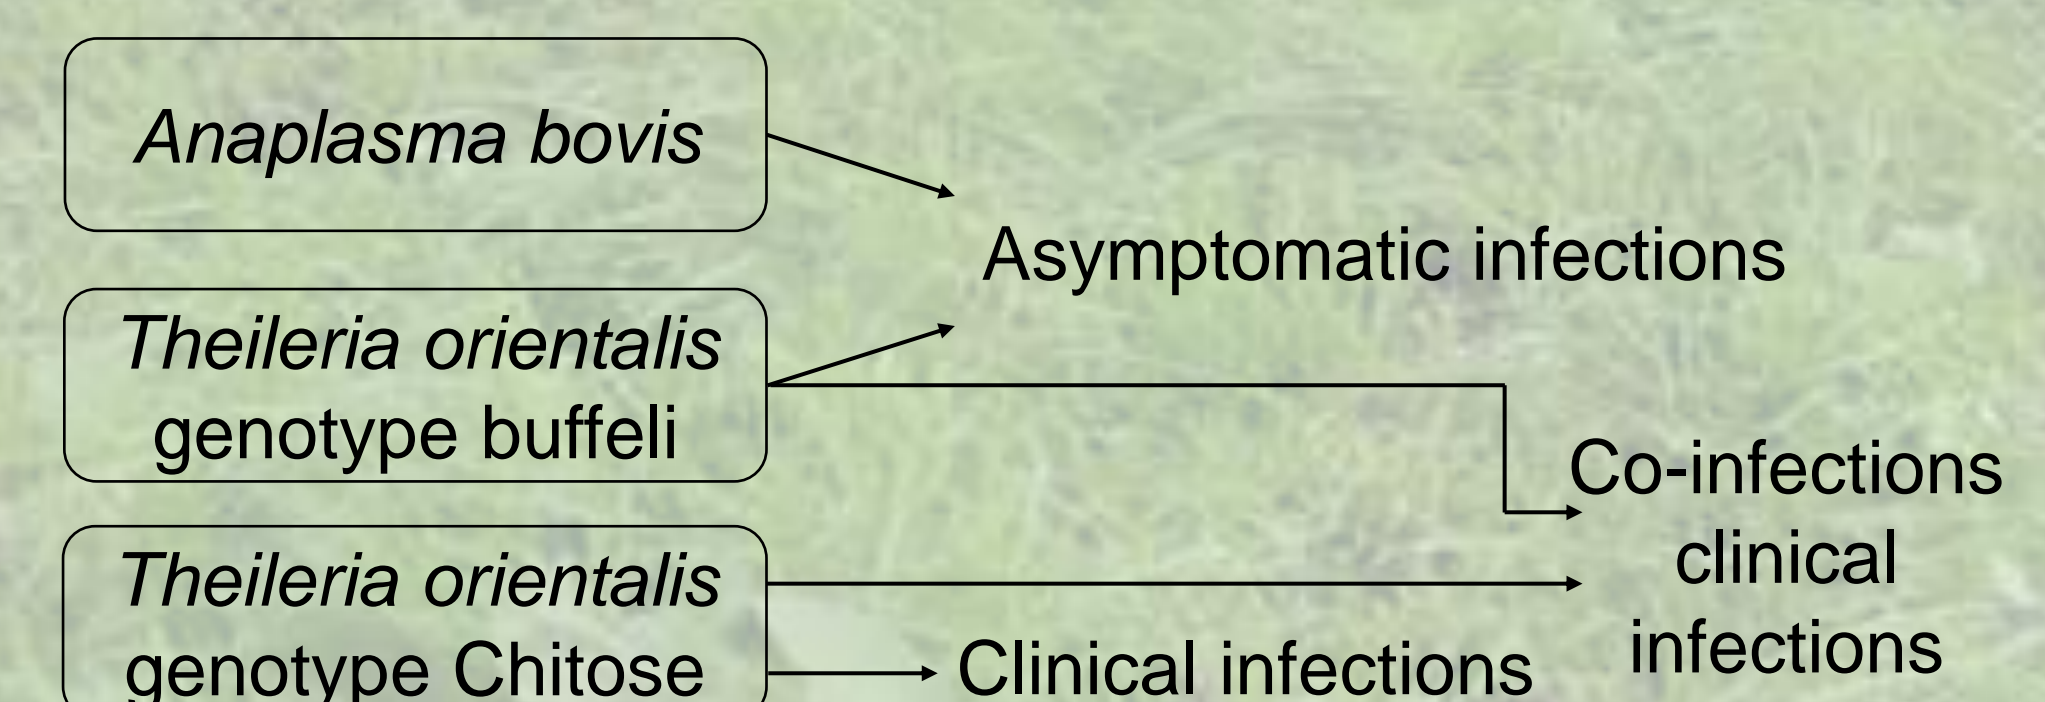 Anaplasma bovis
Asymptomatic infections
Theileria orientalis
genotype buffeli
Co-infections
clinical
infections
Theileria orientalis
genotype Chitose
Clinical infections